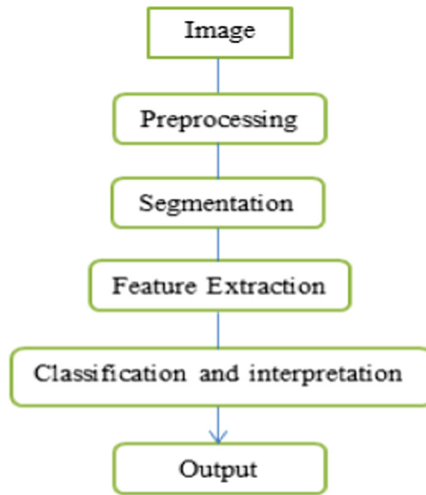 Image
Preprocessing
Segmentation
Feature Extraction
Classification and interpretation
Output